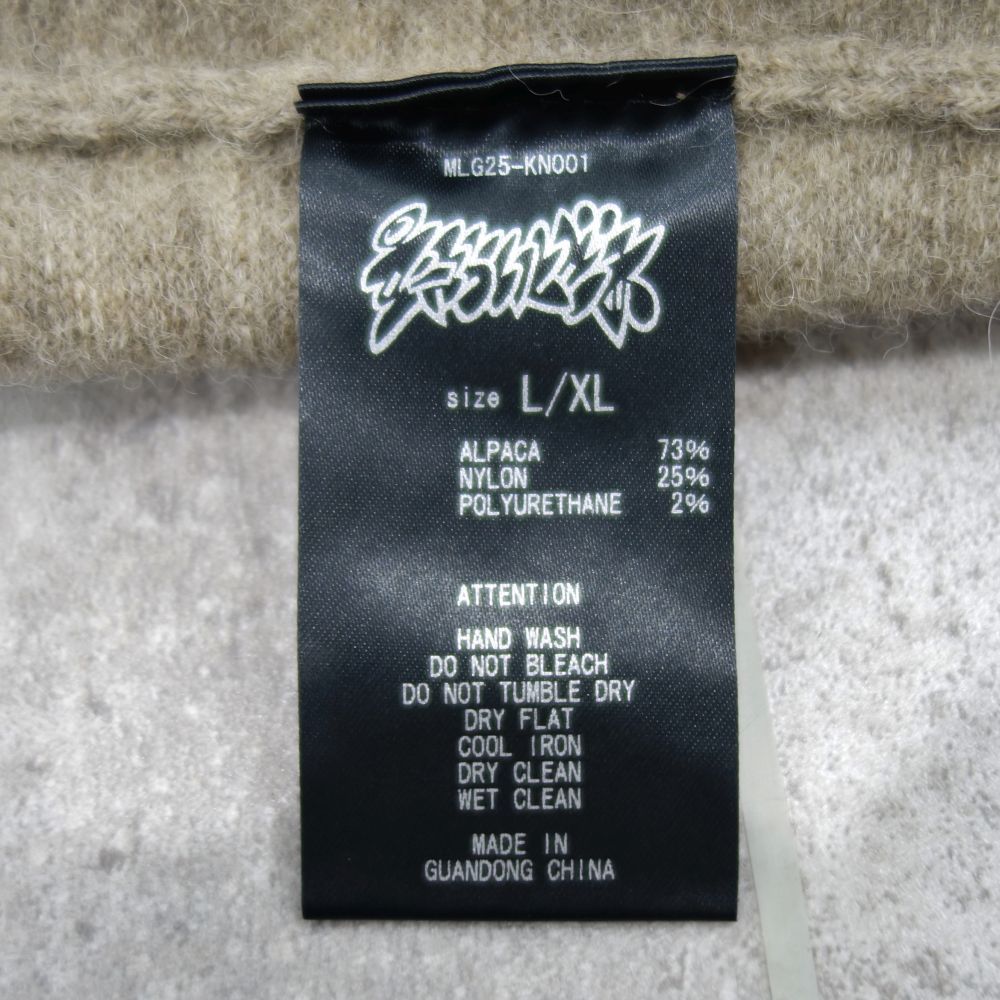 MLG25-KN001
size L/XL
ALPACA 73%
NYLON 25%
POLYURETHANE 2%
ATTENTION
HAND WASH
DO NOT BLEACH
DO NOT TUMBLE DRY
DRY FLAT
COOL IRON
DRY CLEAN
WET CLEAN
MADE IN
GUANDONG CHINA